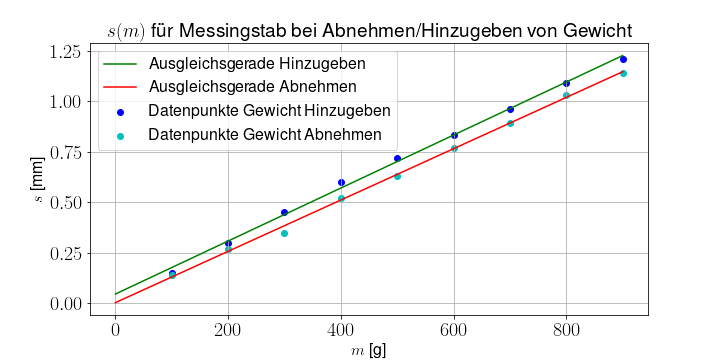 s(m) für Messingstab bei Abnehmen/Hinzugeben von Gewicht
1.25
1.00
0.75
0.50
0.25
0.00
s [mm]
Ausgleichsgerade Hinzugeben
Ausgleichsgerade Abnehmen
Datenpunkte Gewicht Hinzugeben
Datenpunkte Gewicht Abnehmen
0 200 400 600 800
m [g]